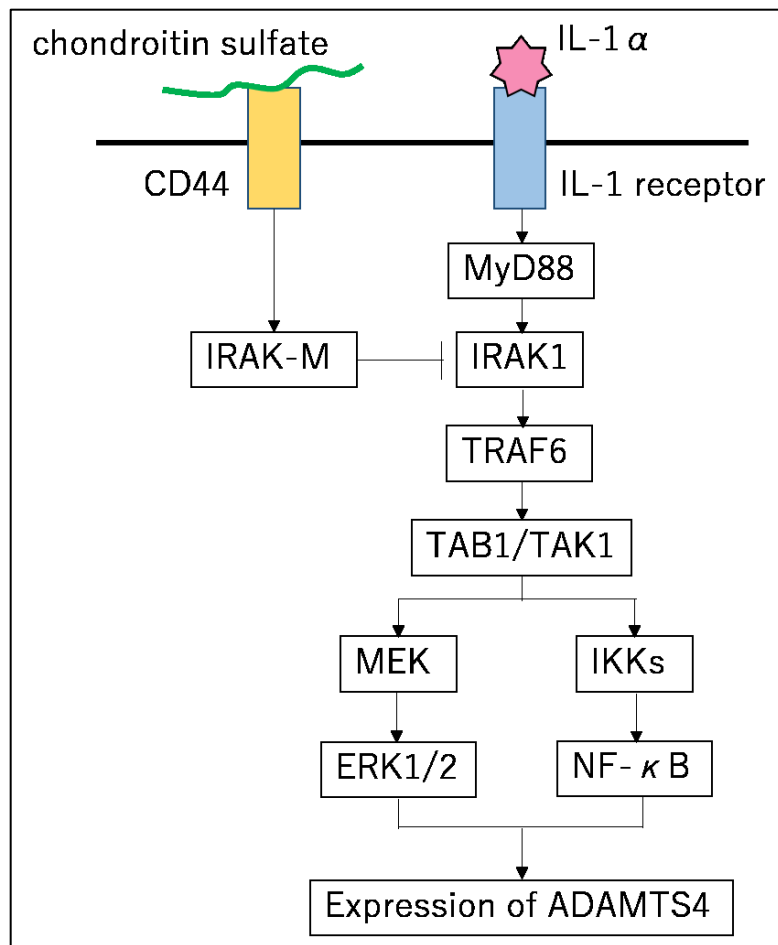 chondroitin sulfate
IL-1α
CD44
IL-1 receptor
MyD88
IRAK-M
IRAK1
TRAF6
TAB1/TAK1
MEK
IKKs
ERK1/2
NF-κB
Expression of ADAMTS4